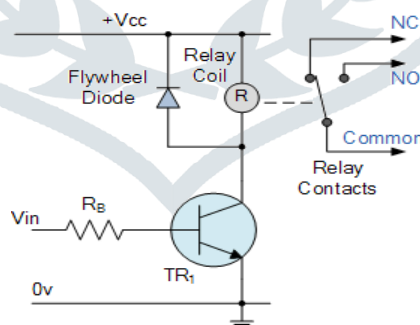 +Vcc
NC
Relay
Coil
Flywheel
Diode
R
NO
Common
Relay
Contacts
Vin
RB
TR1
0v